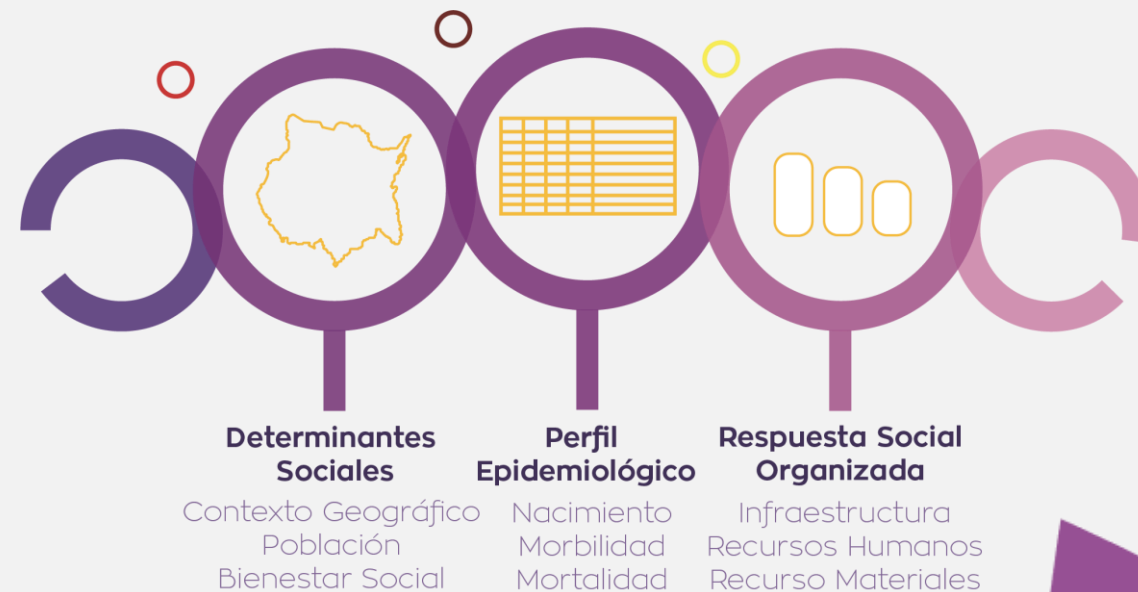 Determinantes
Sociales
Contexto Geográfico
Población
Bienestar Social
Perfil
Epidemiológico
Nacimiento
Morbilidad
Mortalidad
Respuesta Social
Organizada
Infraestructura
Recursos Humanos
Recurso Materiales